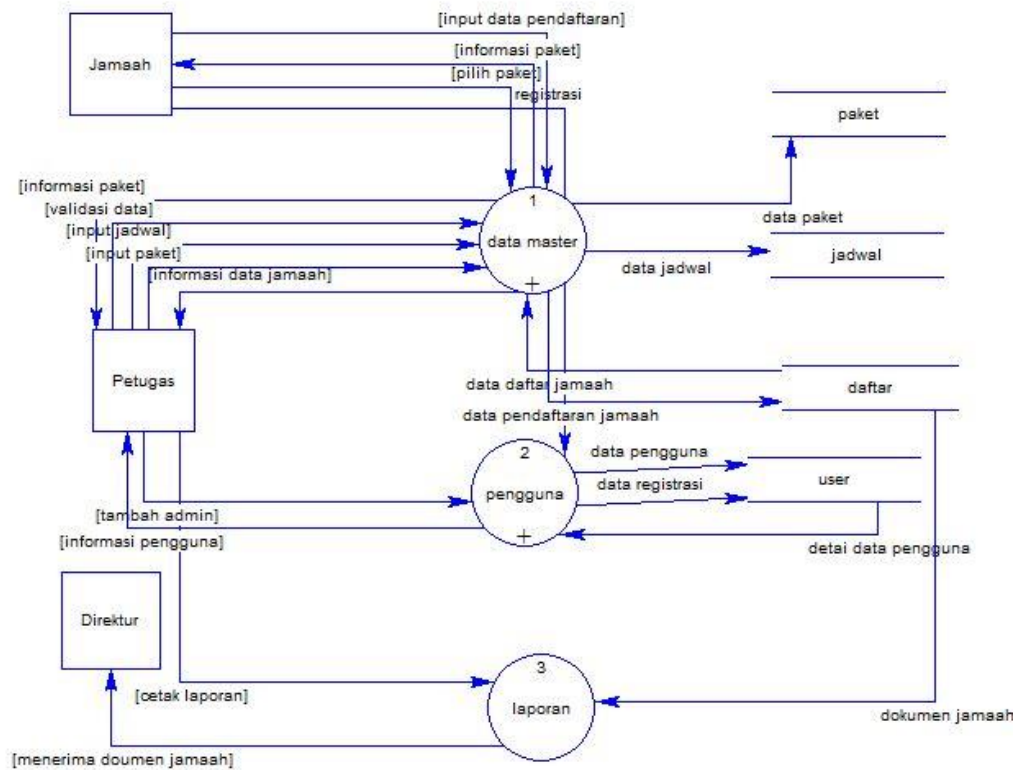 [input data pendaftaran]
Jamaah
[informasi paket]
[pilih paket]
registrasi
paket
[informasi paket]
1
[validasi data]
data paket
[input jadwal]
data master
jadwal
[input paket]
data jadwal
[informasi data jamaah]
+
Petugas
data daftar jamaah
daftar
data pendaftaran jamaah
2
data pengguna
pengguna
data registrasi
user
[tambah admin]
+
[informasi pengguna]
detai data pengguna
Direktur
3
[cetak laporan]
laporan
dokumen jamaah
[menerima doumen jamaah]